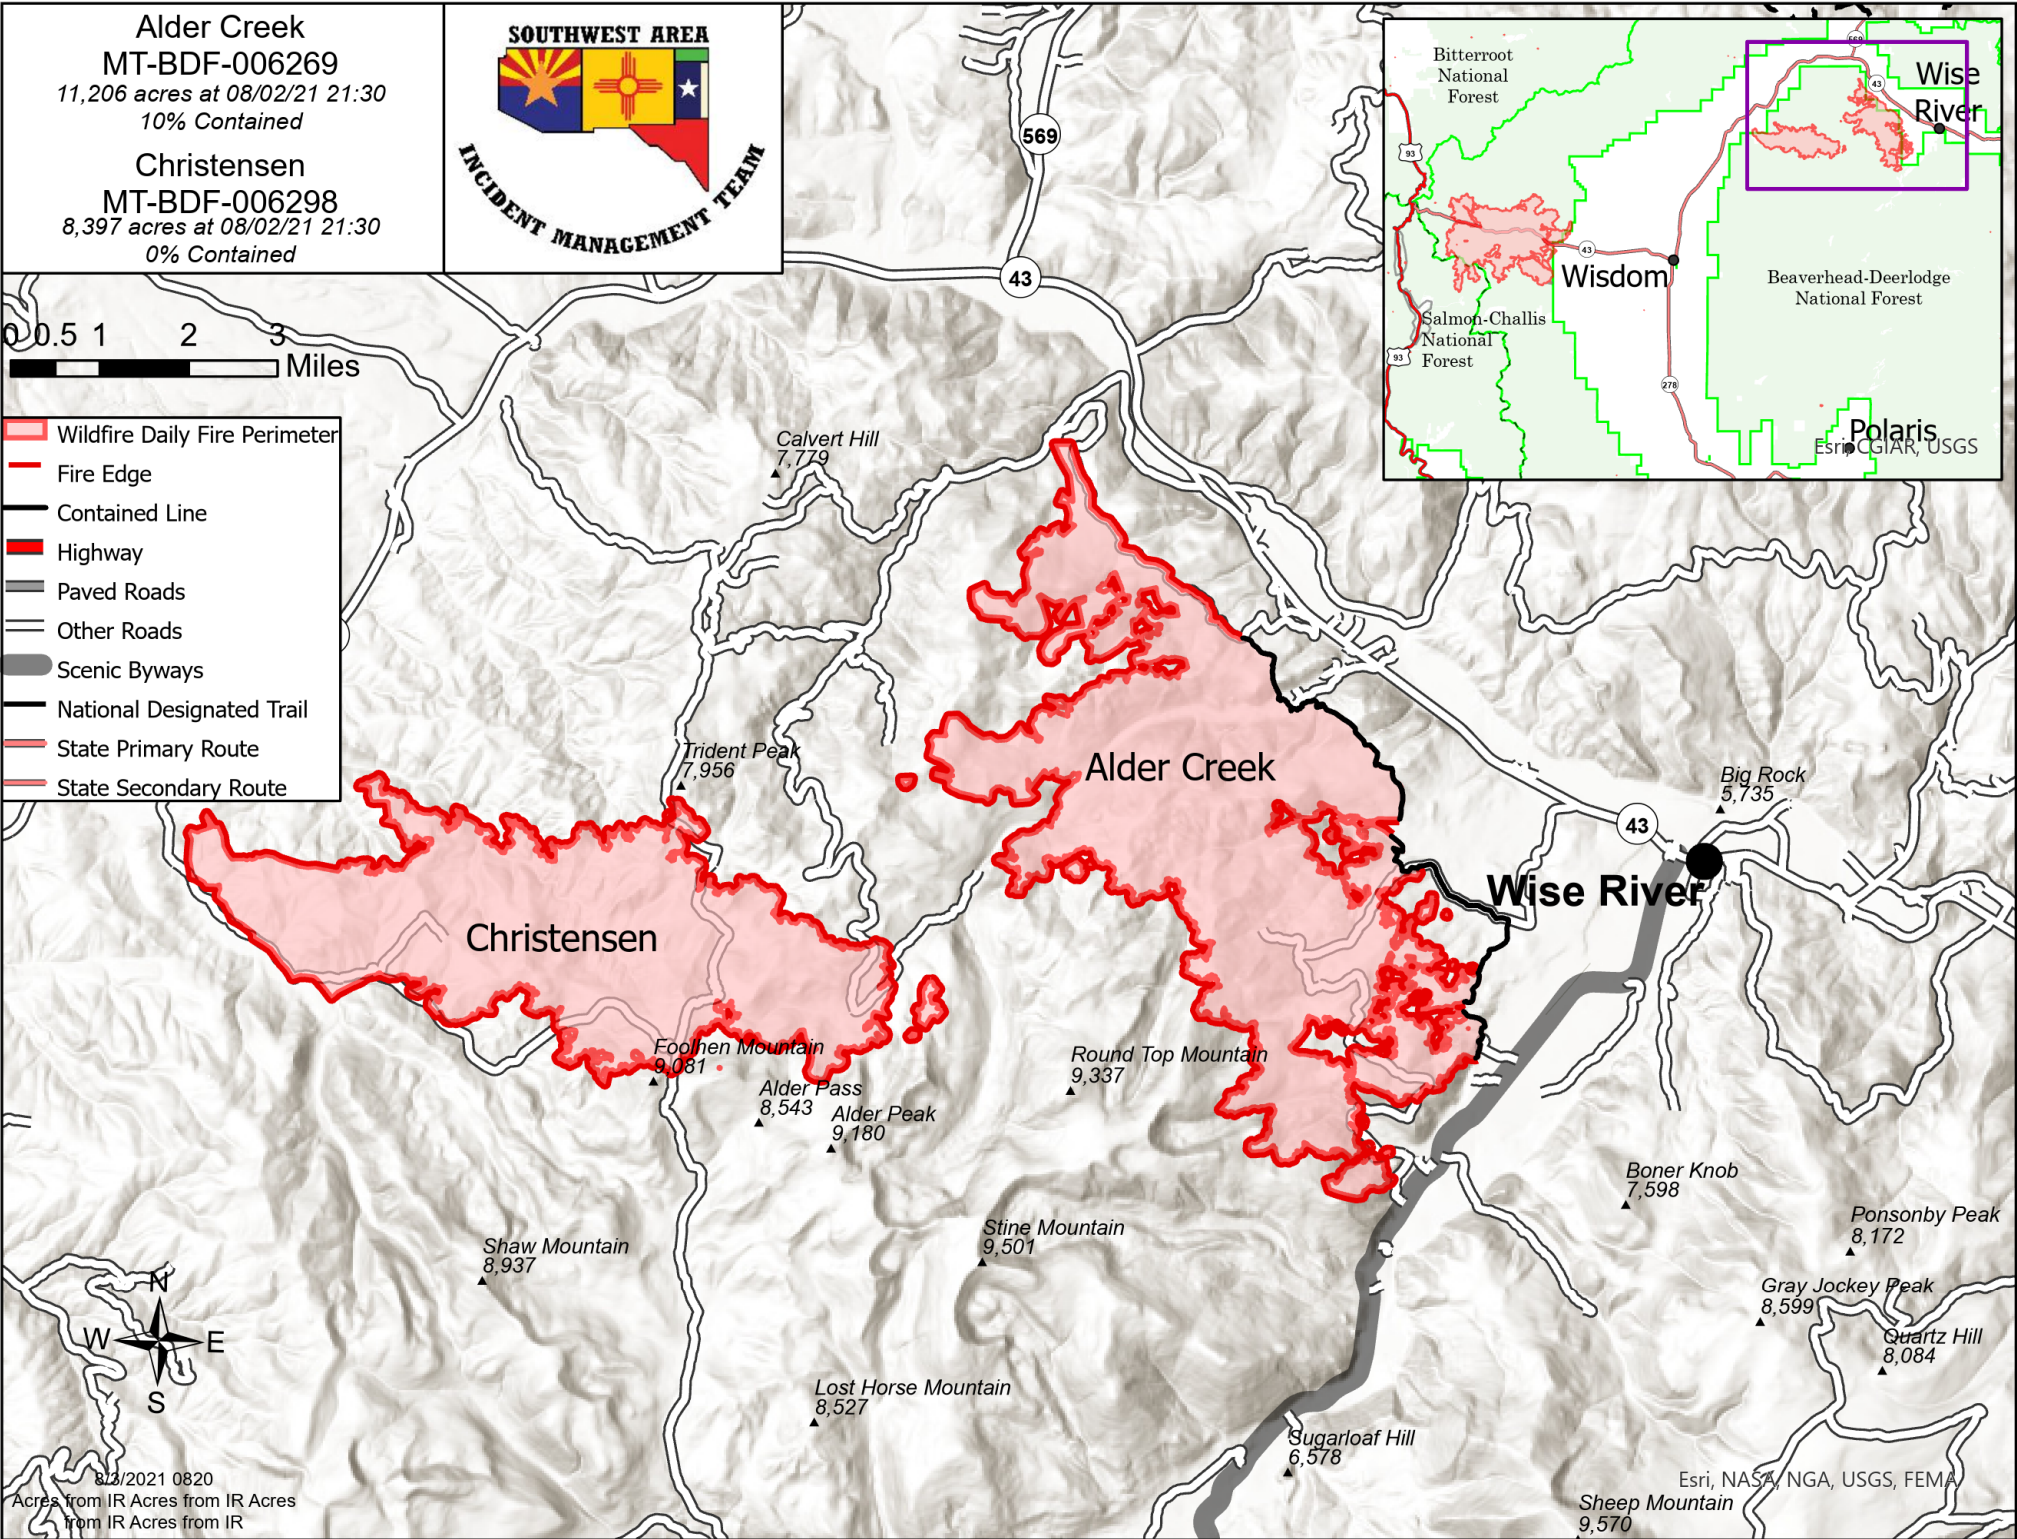 Alder Creek
MT-BDF-006269
11,206 acres at 08/02/21 21:30
10% Contained
Christensen
MT-BDF-006298
8,397 acres at 08/02/21 21:30
0% Contained
SOUTHWEST AREA
INCIDENT MANAGEMENT TEAM
569
43
0 0.5 1 2 3
Miles
Wildfire Daily Fire Perimeter
Fire Edge
Contained Line
Highway
Paved Roads
Other Roads
Scenic Byways
National Designated Trail
State Primary Route
State Secondary Route
Bitterroot
National
Forest
569
43
Wise
River
93
43
Wisdom
Beaverhead-Deerlodge
National Forest
Salmon-Challis
National
Forest
93
278
Polaris
Esri, CGIAR, USGS
Calvert Hill
7,779
Trident Peak
7,956
Alder Creek
Big Rock
5,735
43
Wise River
Christensen
Foolhen Mountain
9,081
Round Top Mountain
9,337
Alder Pass
8,543
Alder Peak
9,180
Boner Knob
7,598
Ponsonby Peak
8,172
Stine Mountain
9,501
Shaw Mountain
8,937
Gray Jockey Peak
8,599
Quartz Hill
8,084
N
W E
S
Lost Horse Mountain
8,527
Sugarloaf Hill
6,578
Sheep Mountain
9,570
8/3/2021 0820
Acres from IR Acres from IR Acres
from IR Acres from IR
Esri, NASA, NGA, USGS, FEMA